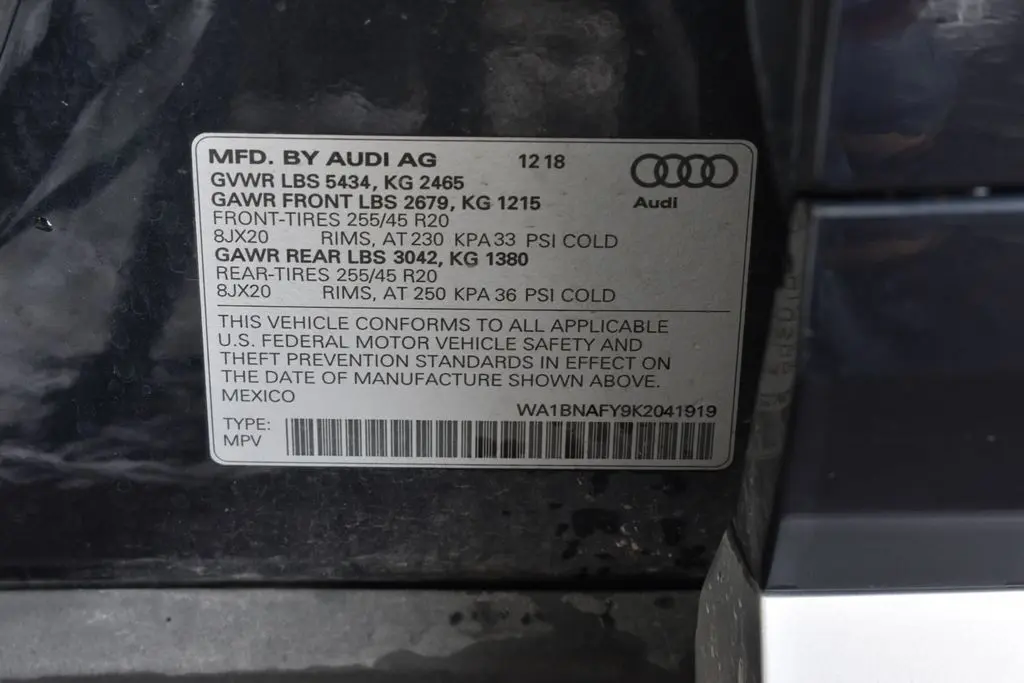 MFD. BY AUDI AG 12 18
GVWR LBS 5434, KG 2465
GAWR FRONT LBS 2679, KG 1215
Audi
FRONT-TIRES 255/45 R20
8JX20 RIMS, AT 230 KPA 33 PSI COLD
GAWR REAR LBS 3042, KG 1380
REAR-TIRES 255/45 R20
8JX20 RIMS, AT 250 KPA 36 PSI COLD
THIS VEHICLE CONFORMS TO ALL APPLICABLE
U.S. FEDERAL MOTOR VEHICLE SAFETY AND
THEFT PREVENTION STANDARDS IN EFFECT ON
THE DATE OF MANUFACTURE SHOWN ABOVE.
MEXICO
WA1BNAFY9K2041919
TYPE:
MPV